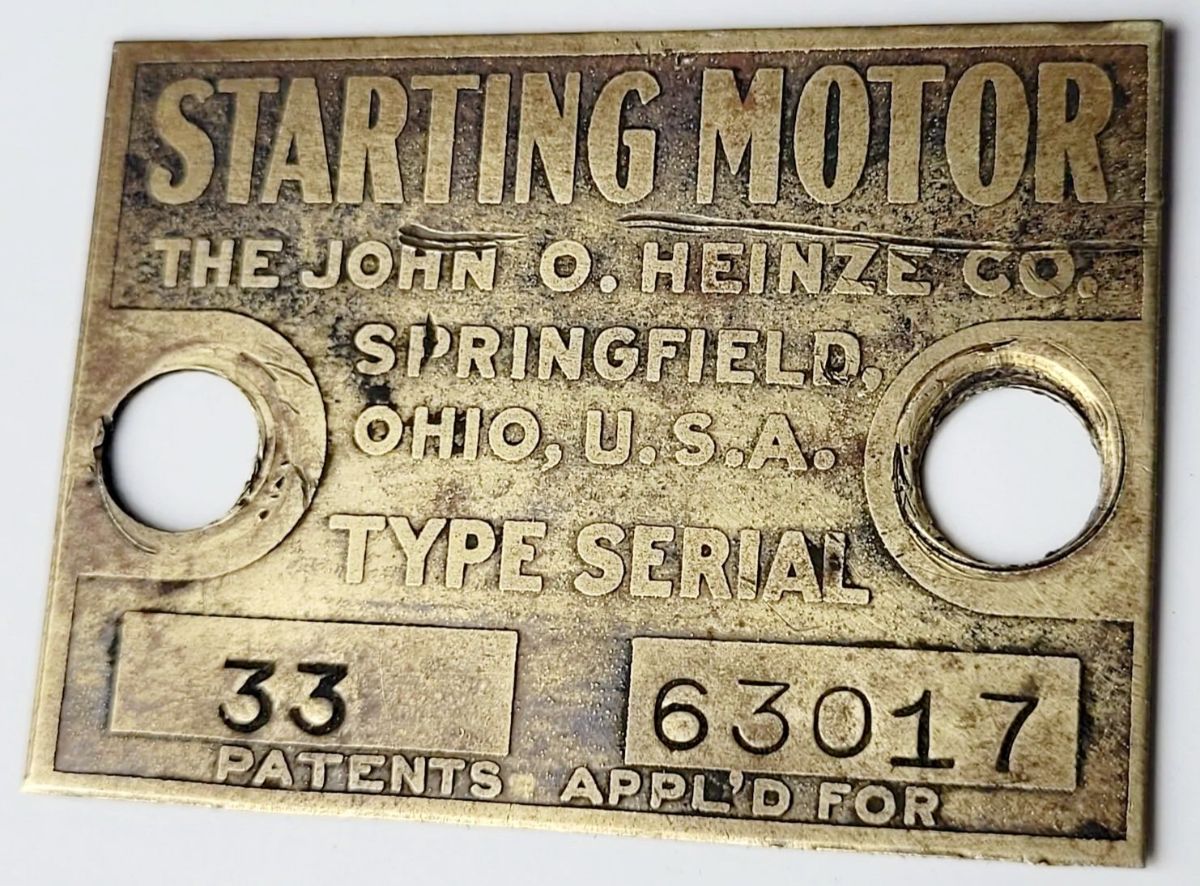 STARTING MOTOR
THE JOHN O. HEINZE CO.
SPRINGFIELD,
OHIO, U.S.A.
TYPE SERIAL
33 63017
PATENTS APPL'D FOR